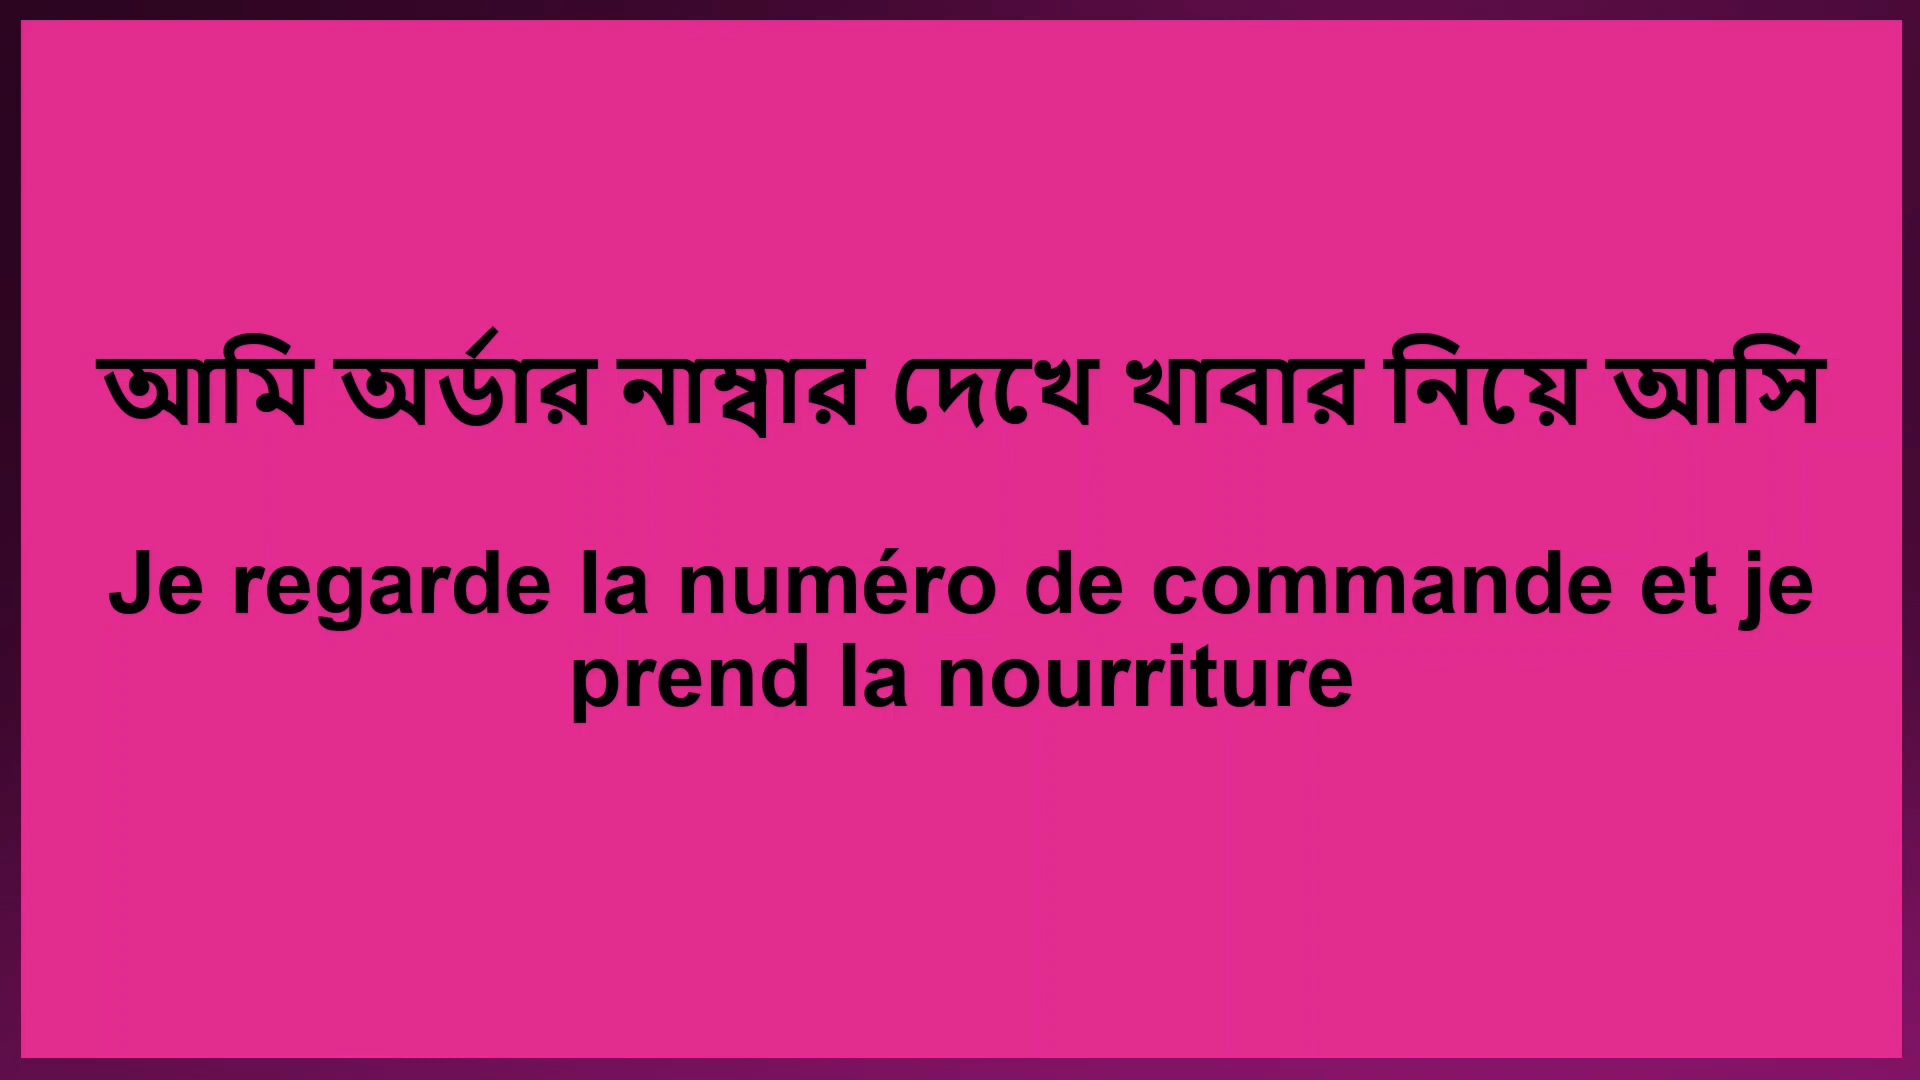 আমি অর্ডার নাম্বার দেখে খাবার নিয়ে আসি
Je regarde la numéro de commande et je
prend la nourriture